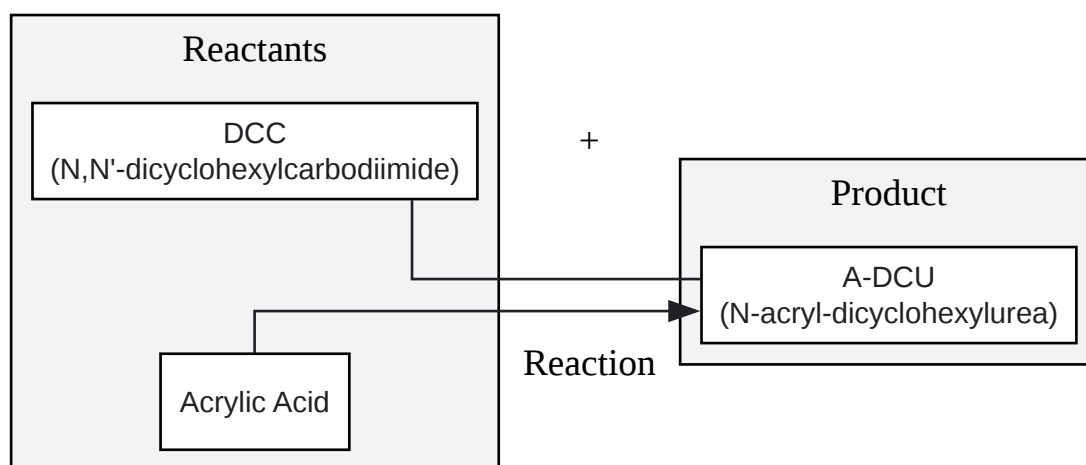 Reactants
DCC
(N,N'-dicyclohexylcarbodiimide)
+
Product
A-DCU
(N-acryl-dicyclohexylurea)
Reaction
Acrylic Acid